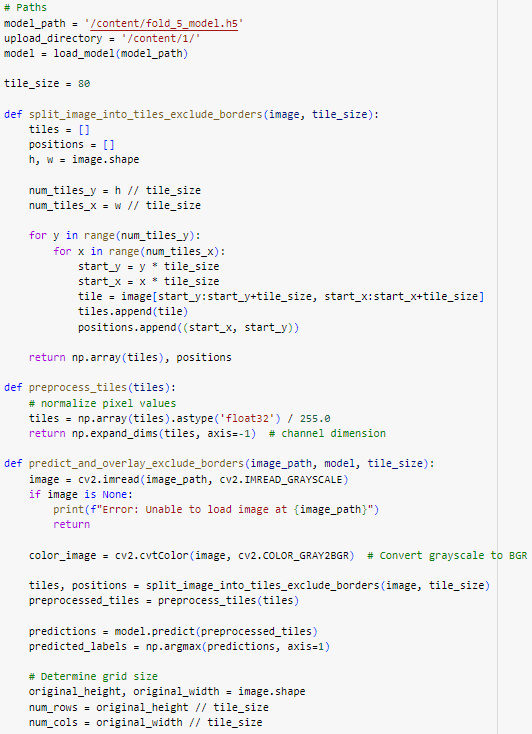 # Paths
model_path = '/content/fold_5_model.h5'
upload_directory = '/content/1/'
model = load_model(model_path)

tile_size = 80

def split_image_into_tiles_exclude_borders(image, tile_size):
    tiles = []
    positions = []
    h, w = image.shape

    num_tiles_y = h // tile_size
    num_tiles_x = w // tile_size

    for y in range(num_tiles_y):
        for x in range(num_tiles_x):
            start_y = y * tile_size
            start_x = x * tile_size
            tile = image[start_y:start_y+tile_size, start_x:start_x+tile_size]
            tiles.append(tile)
            positions.append((start_x, start_y))

    return np.array(tiles), positions

def preprocess_tiles(tiles):
    # normalize pixel values
    tiles = np.array(tiles).astype('float32') / 255.0
    return np.expand_dims(tiles, axis=-1)  # channel dimension

def predict_and_overlay_exclude_borders(image_path, model, tile_size):
    image = cv2.imread(image_path, cv2.IMREAD_GRAYSCALE)
    if image is None:
        print(f"Error: Unable to load image at {image_path}")
        return

    color_image = cv2.cvtColor(image, cv2.COLOR_GRAY2BGR)  # Convert grayscale to BGR

    tiles, positions = split_image_into_tiles_exclude_borders(image, tile_size)
    preprocessed_tiles = preprocess_tiles(tiles)

    predictions = model.predict(preprocessed_tiles)
    predicted_labels = np.argmax(predictions, axis=1)

    # Determine grid size
    original_height, original_width = image.shape
    num_rows = original_height // tile_size
    num_cols = original_width // tile_size